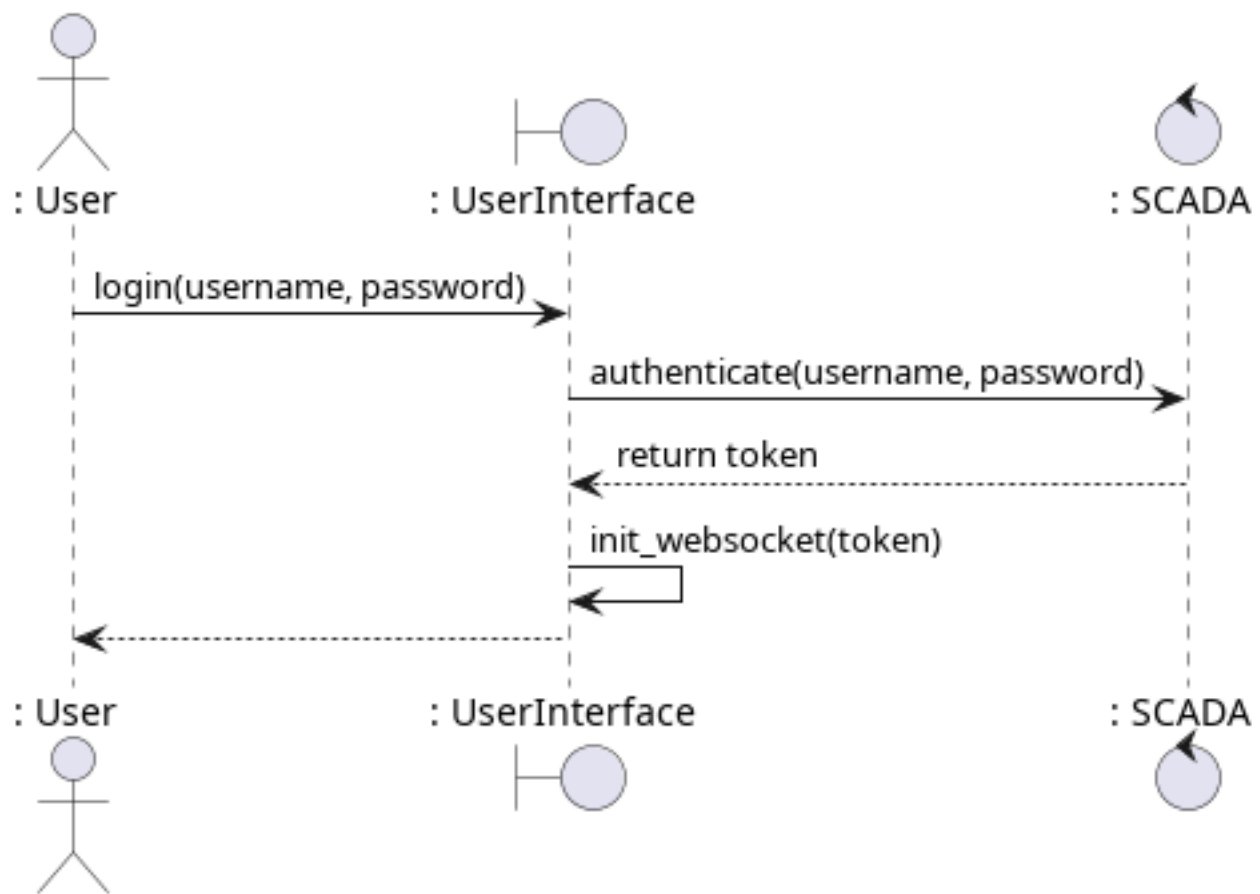 : User
: UserInterface
: SCADA
login(username, password)
authenticate(username, password)
return token
init_websocket(token)
: User
: UserInterface
: SCADA